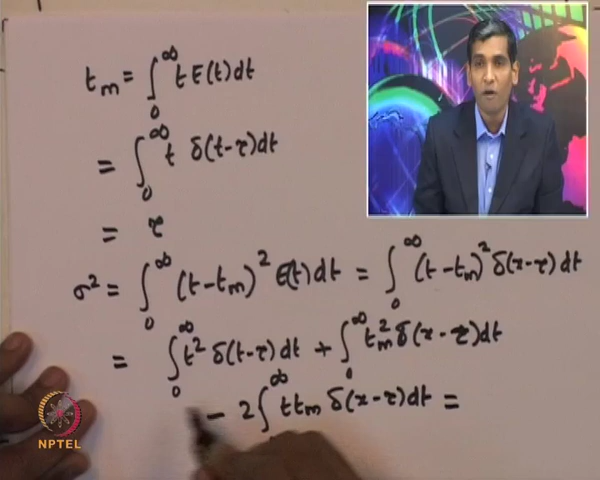 t_m = ∫_0^∞ t E(t) dt
= ∫_0^∞ t δ(t-τ) dt
= τ
σ² = ∫_0^∞ (t-t_m)² E(t) dt = ∫_0^∞ (t-t_m)² δ(x-τ) dt
= ∫_0^∞ t² δ(t-τ) dt + ∫_0^∞ t_m² δ(x-τ) dt
- 2∫^∞ t t_m δ(x-τ) dt =
NPTEL